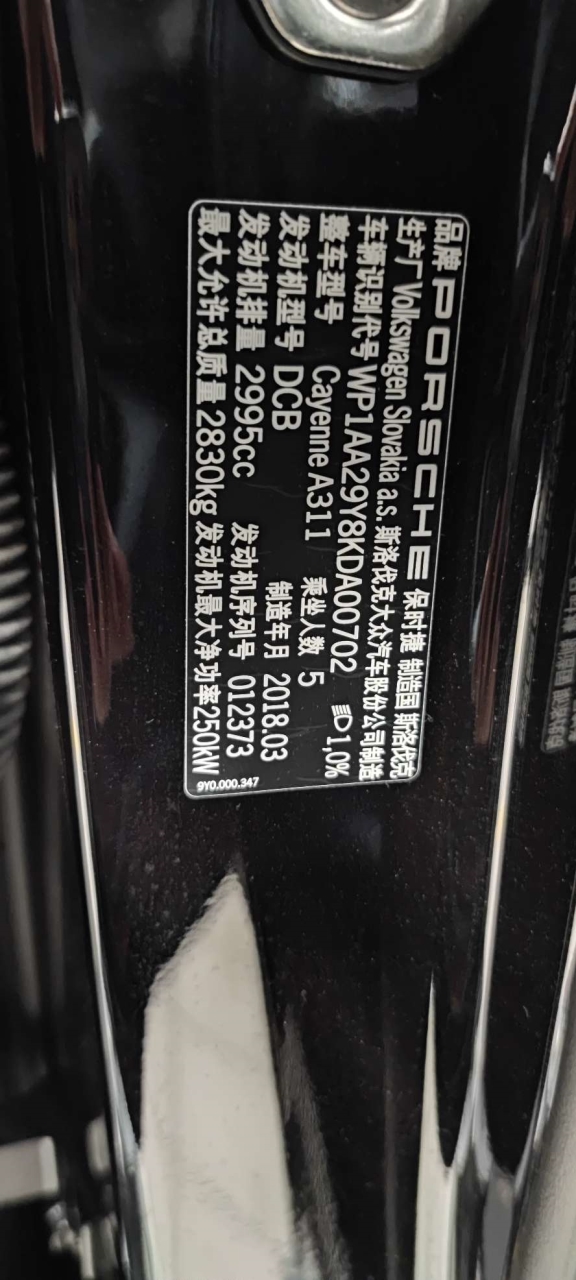 品牌 PORSCHE 保时捷 制造国 斯洛伐克
生产厂 Volkswagen Slovakia a.s. 斯洛伐克大众汽车股份公司制造
车辆识别代号 WP1AA29Y8KDA00702 1,0%
整车型号 Cayenne A311 乘坐人数 5
发动机型号 DCB 制造年月 2018.03
发动机排量 2995cc 发动机序列号 012373
最大允许总质量 2830kg 发动机最大净功率250KW
9Y0.000.347